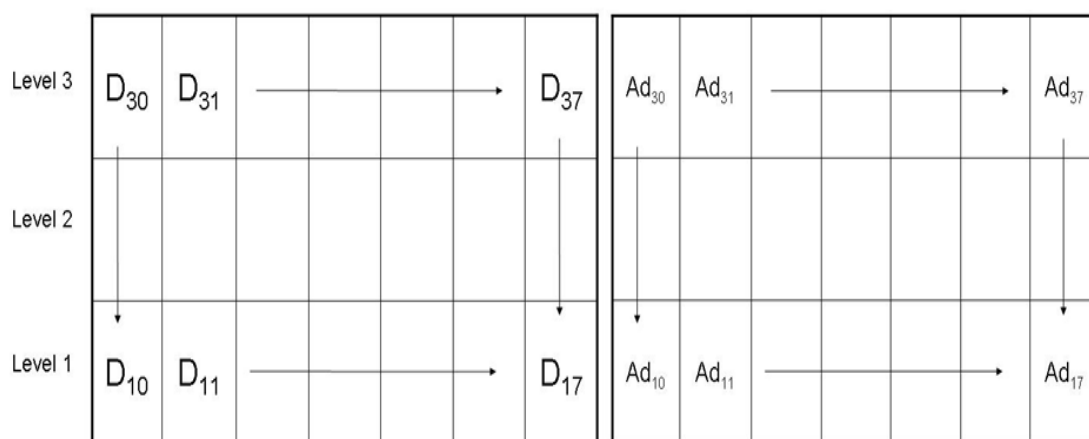 Level 3 D₃₀ D₃₁ D₃₇ Ad₃₀ Ad₃₁ Ad₃₇
Level 2
Level 1 D₁₀ D₁₁ D₁₇ Ad₁₀ Ad₁₁ Ad₁₇